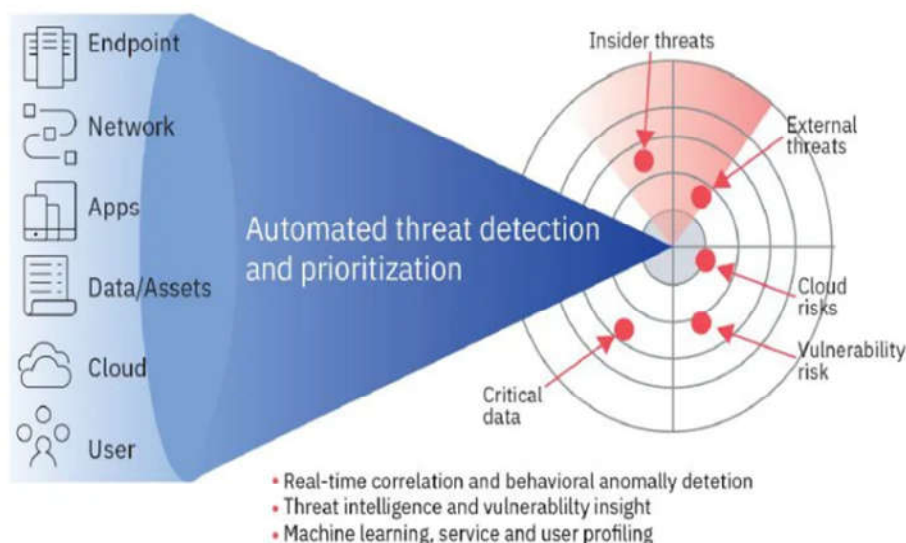 Endpoint
Network
Apps
Data/Assets
Cloud
User
Automated threat detection
and prioritization
Insider threats
External
threats
Cloud
risks
Vulnerability
risk
Critical
data
• Real-time correlation and behavioral anomally detetion
• Threat intelligence and vulnerablilty insight
• Machine learning, service and user profiling